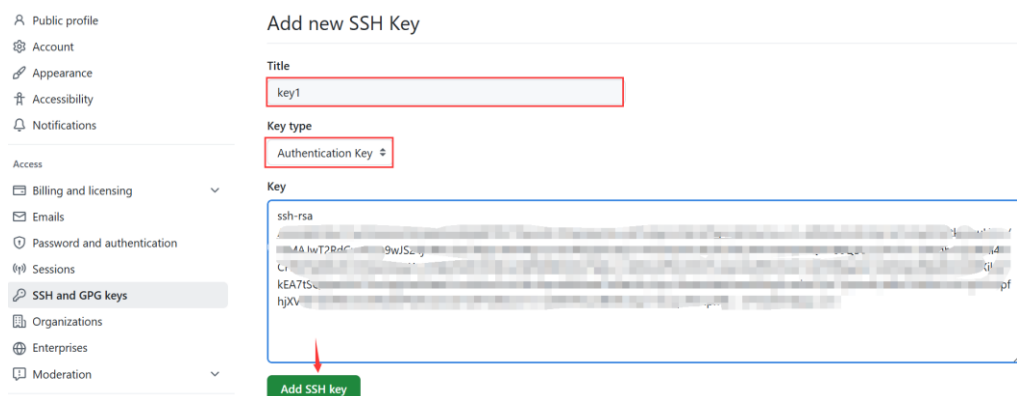 Public profile
Account
Appearance
Accessibility
Notifications
Access
Billing and licensing
Emails
Password and authentication
Sessions
SSH and GPG keys
Organizations
Enterprises
Moderation
Add new SSH Key
Title
key1
Key type
Authentication Key
Key
ssh-rsa
Add SSH key